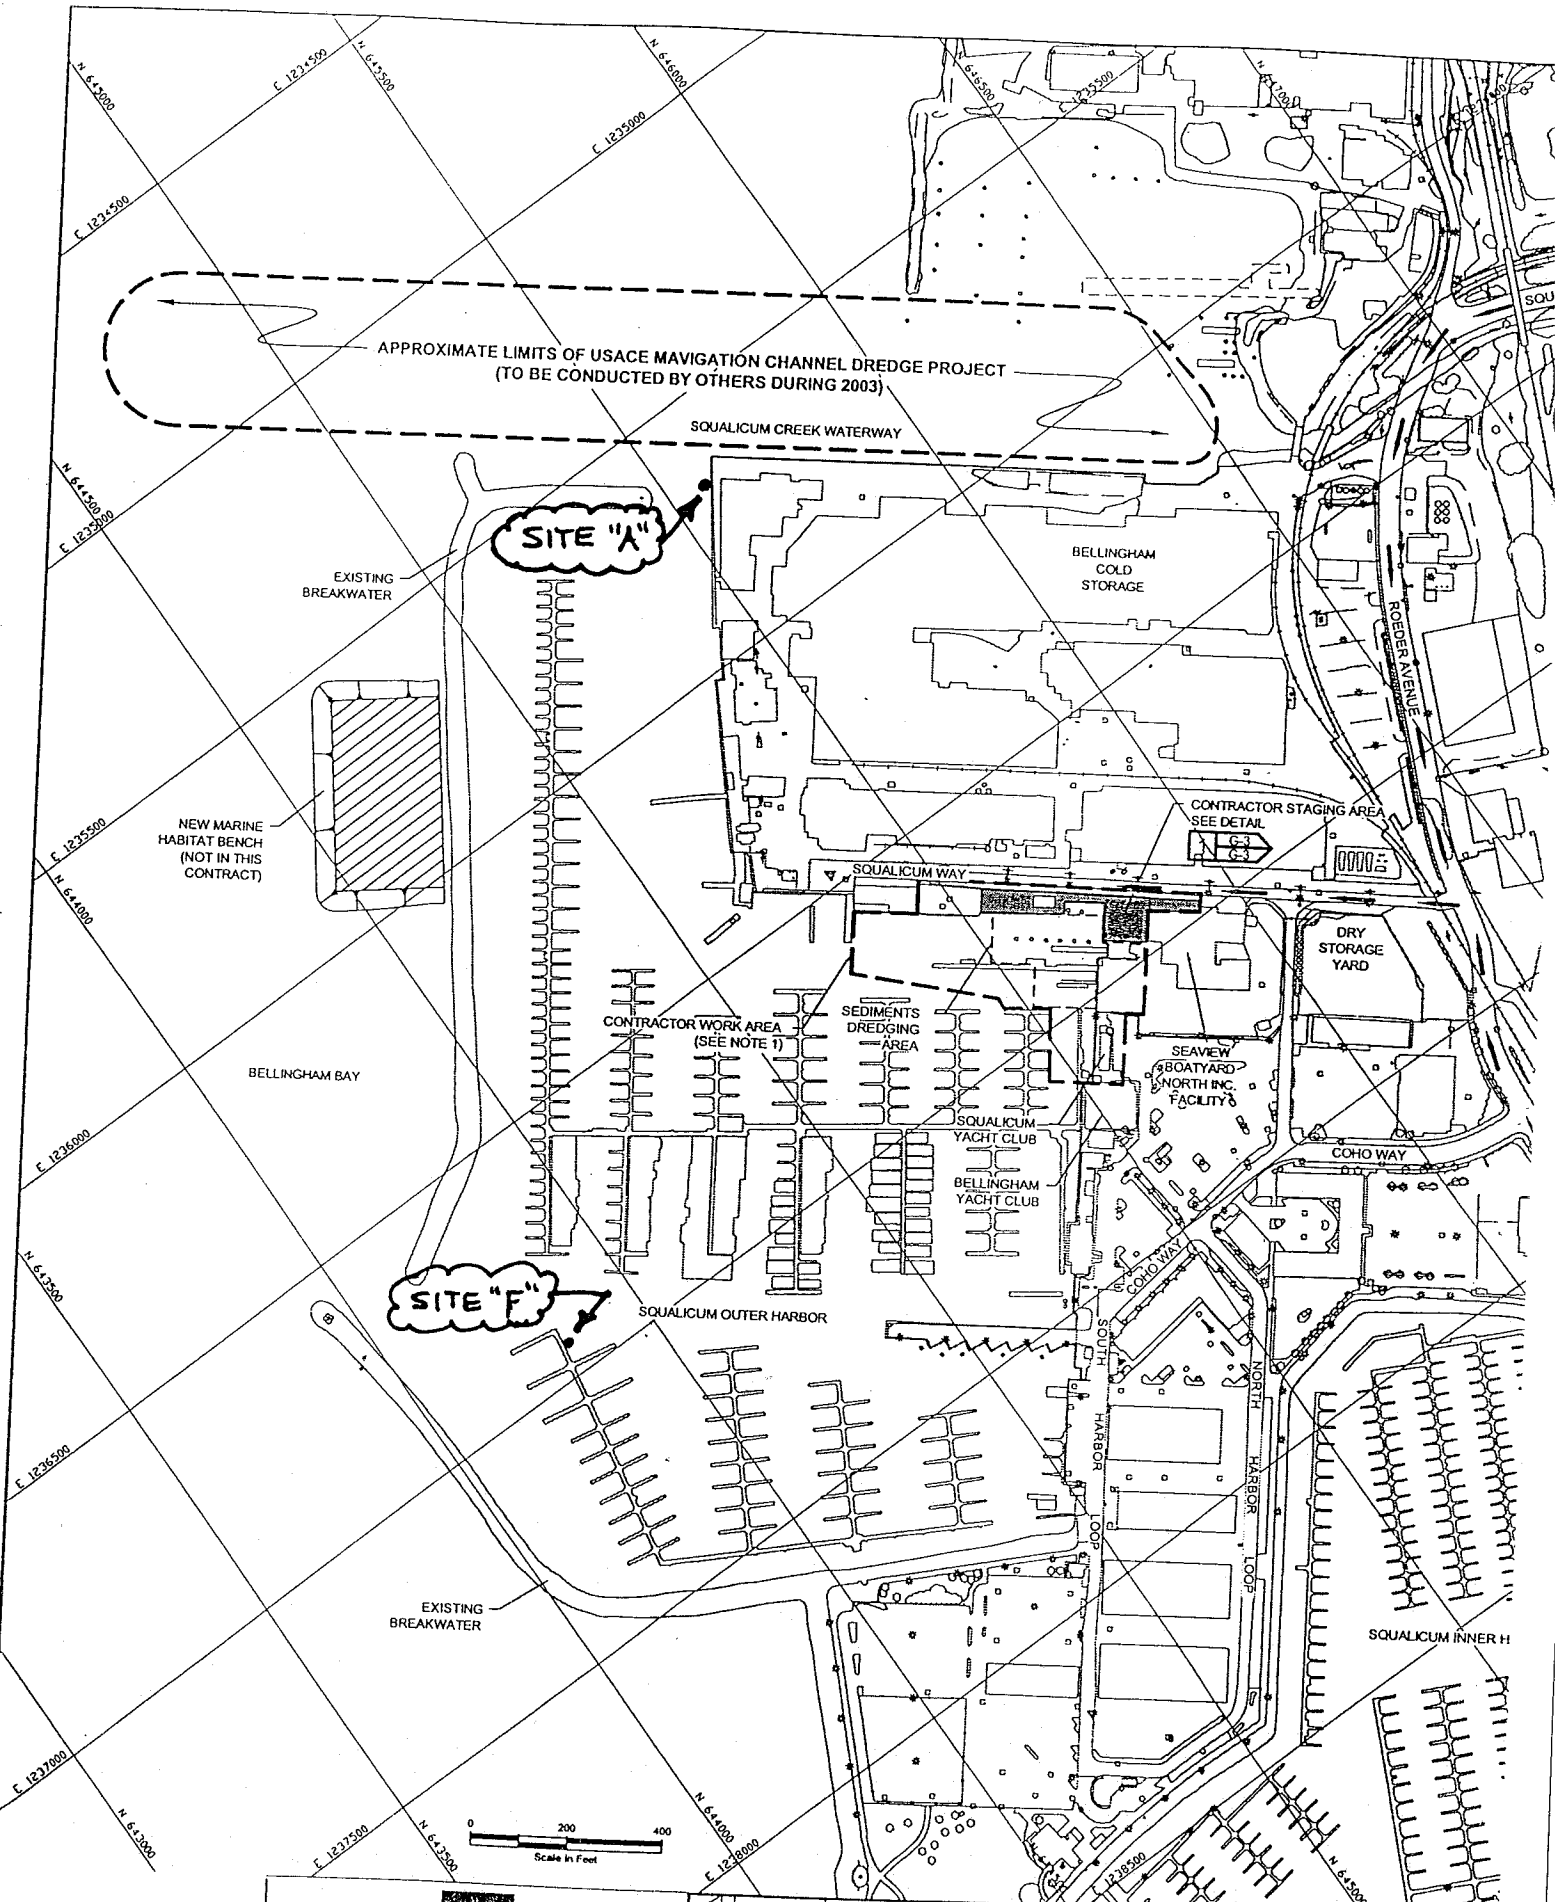 N 645000
E 1234500
N 645500
N 646000
E 1235000
N 646500
E 1235500
E 1234500
APPROXIMATE LIMITS OF USACE MAVIGATION CHANNEL DREDGE PROJECT
(TO BE CONDUCTED BY OTHERS DURING 2003)
SQUALICUM CREEK WATERWAY
SQU
N 644500
E 1235000
SITE "A"
EXISTING
BREAKWATER
BELLINGHAM
COLD
STORAGE
ROEDER AVENUE
NEW MARINE
HABITAT BENCH
(NOT IN THIS
CONTRACT)
E 1235500
N 644000
CONTRACTOR STAGING AREA
SEE DETAIL
1
G-3
G-3
SQUALICUM WAY
DRY
STORAGE
YARD
CONTRACTOR WORK AREA
(SEE NOTE 1)
SEDIMENTS
DREDGING
AREA
SEAVIEW
BOATYARD
NORTH INC.
FACILITY
BELLINGHAM BAY
SQUALICUM
YACHT CLUB
BELLINGHAM
YACHT CLUB
COHO WAY
E 1236000
COHO WAY
N 643500
SITE "F"
SQUALICUM OUTER HARBOR
SOUTH HARBOR LOOP
NORTH HARBOR LOOP
E 1236500
EXISTING
BREAKWATER
SQUALICUM INNER H
E 1237000
N 643000
E 1237500
N 643500
0 200 400
Scale in Feet
N 644000
E 1238000
E 1238500